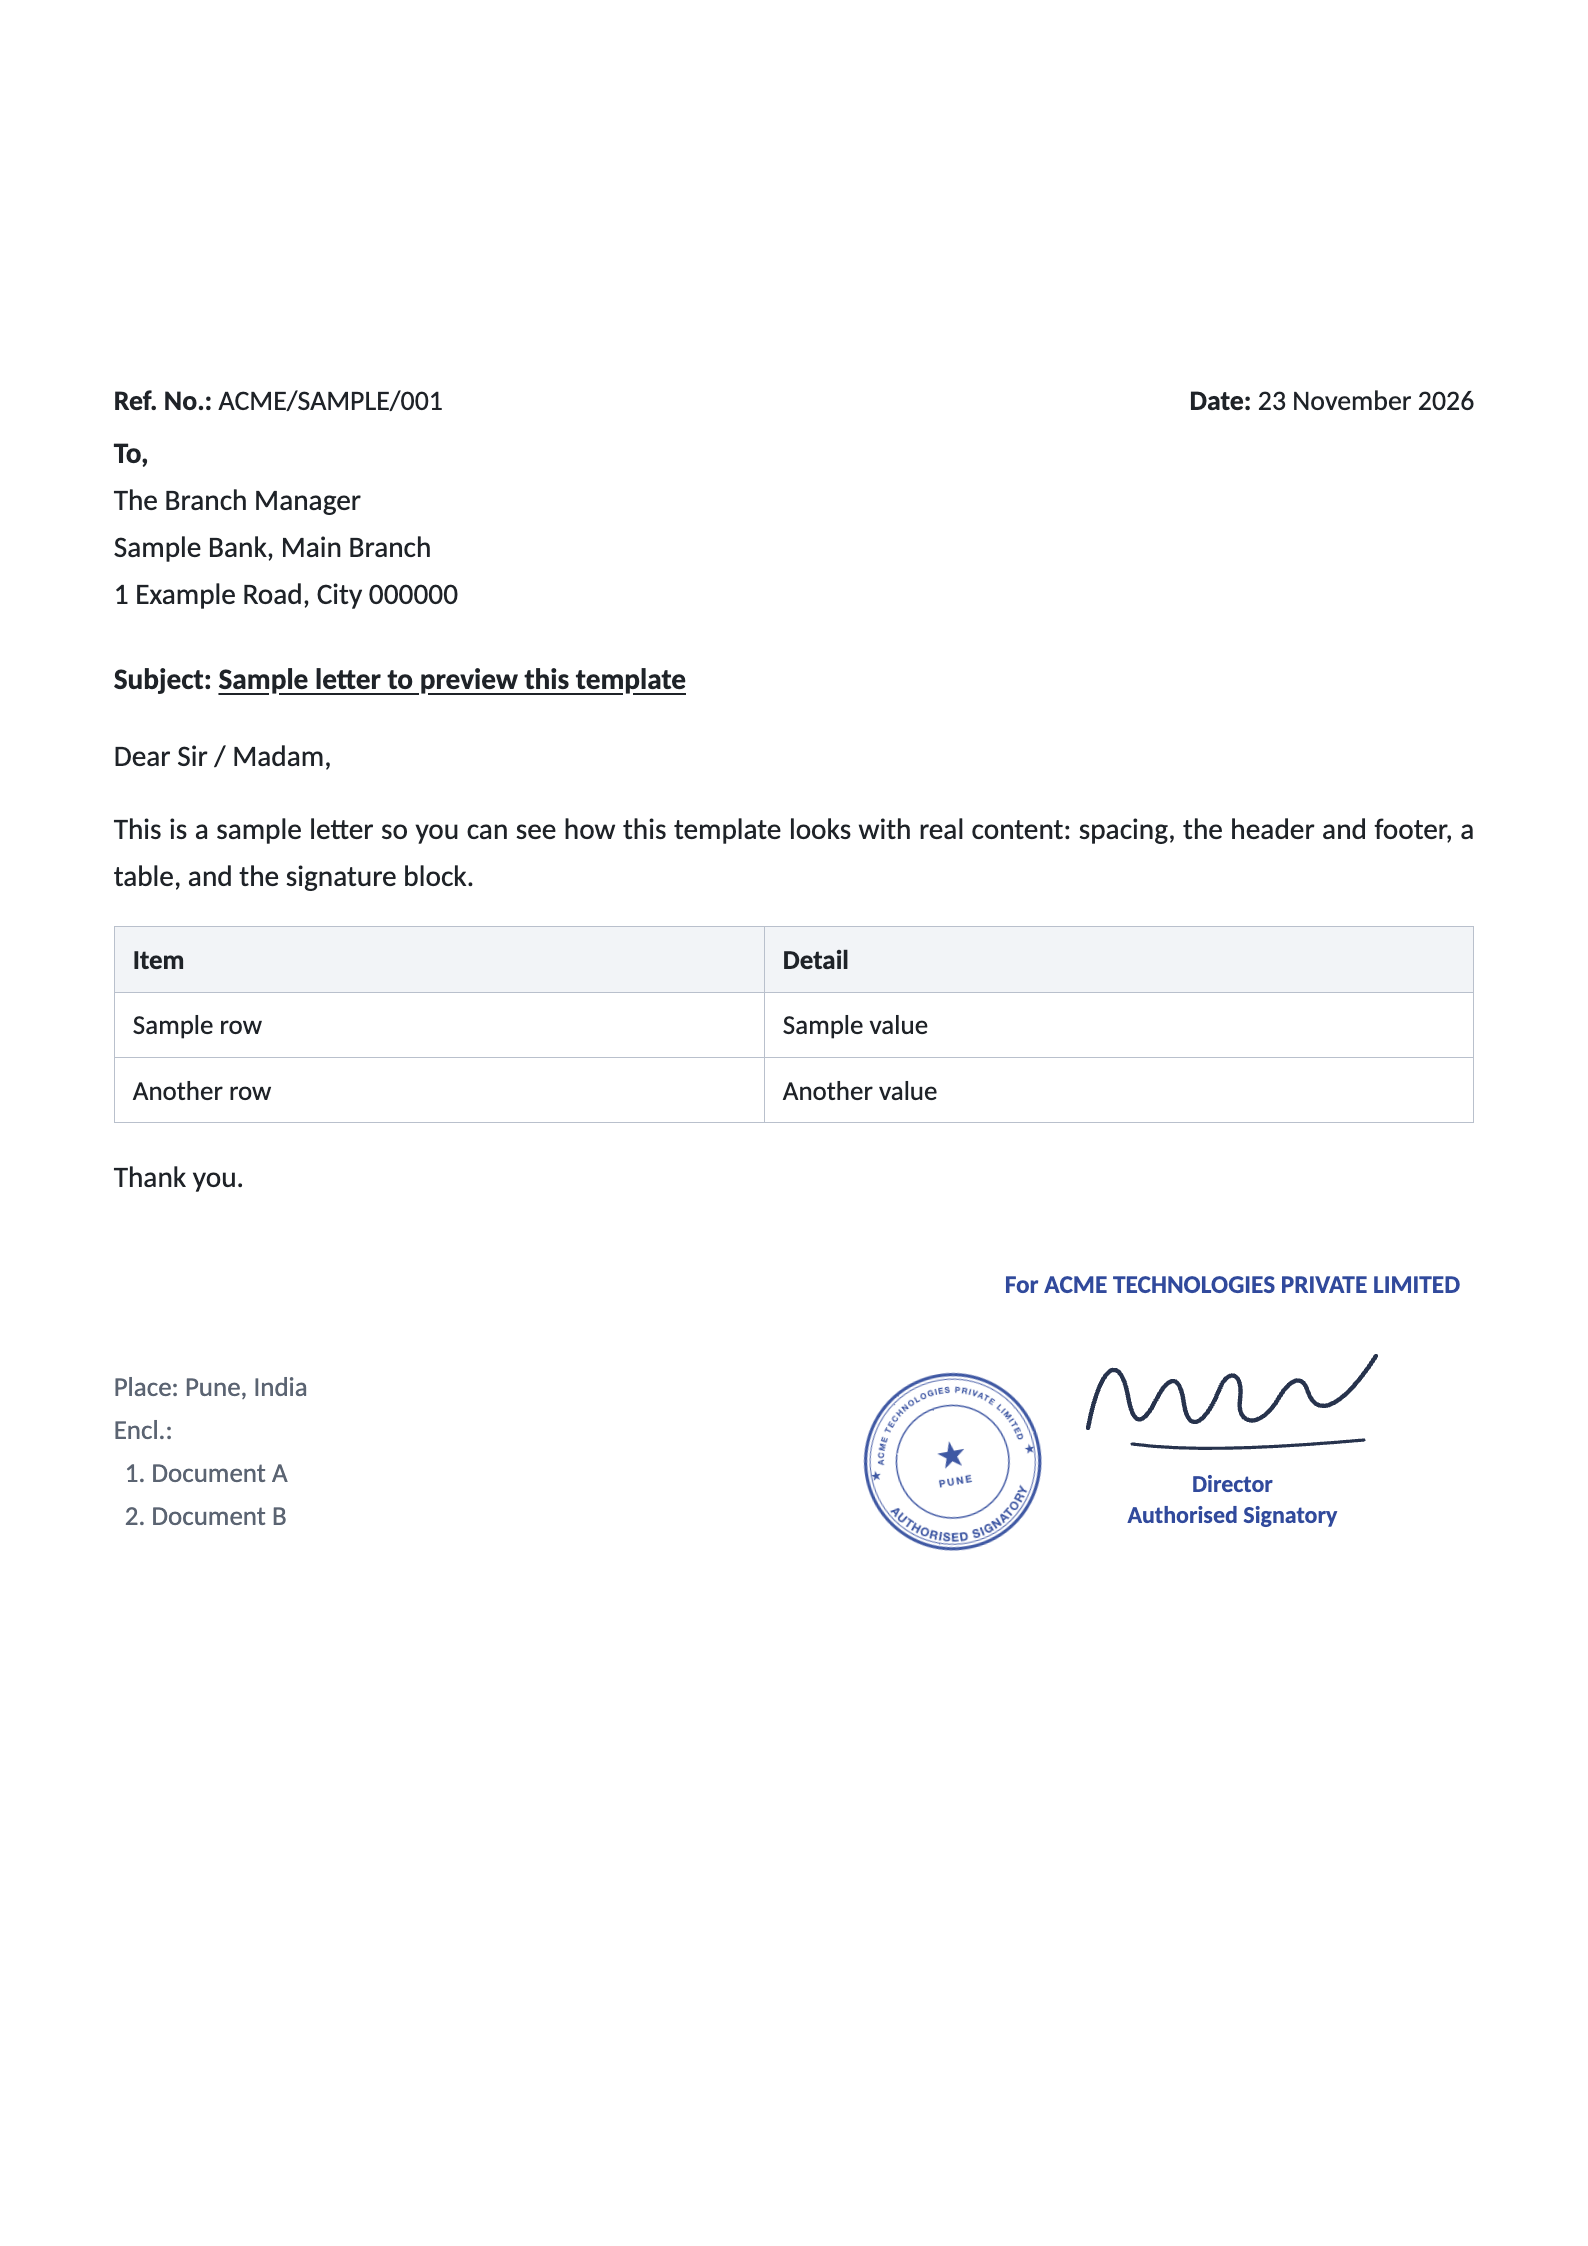 Ref. No.: ACME/SAMPLE/001 Date: 23 November 2026
To,
The Branch Manager
Sample Bank, Main Branch
1 Example Road, City 000000
Subject: Sample letter to preview this template
Dear Sir / Madam,
This is a sample letter so you can see how this template looks with real content: spacing, the header and footer, a
table, and the signature block.
Item Detail
Sample row Sample value
Another row Another value
Thank you.
For ACME TECHNOLOGIES PRIVATE LIMITED
Place: Pune, India
Encl.:
1. Document A
2. Document B
★ ACME TECHNOLOGIES PRIVATE LIMITED ★
★
PUNE
AUTHORISED SIGNATORY
Director
Authorised Signatory